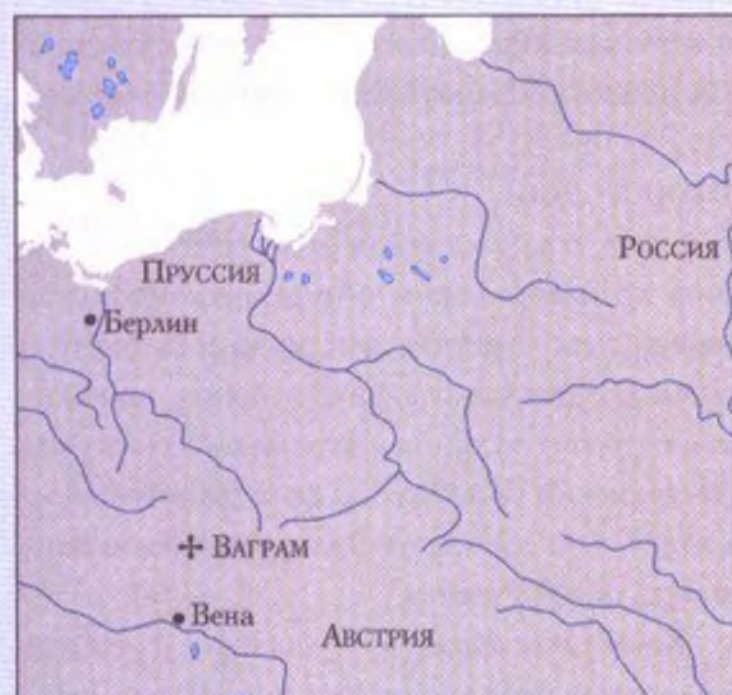 Россия
Пруссия
Берлин
Ваграм
Вена
Австрия